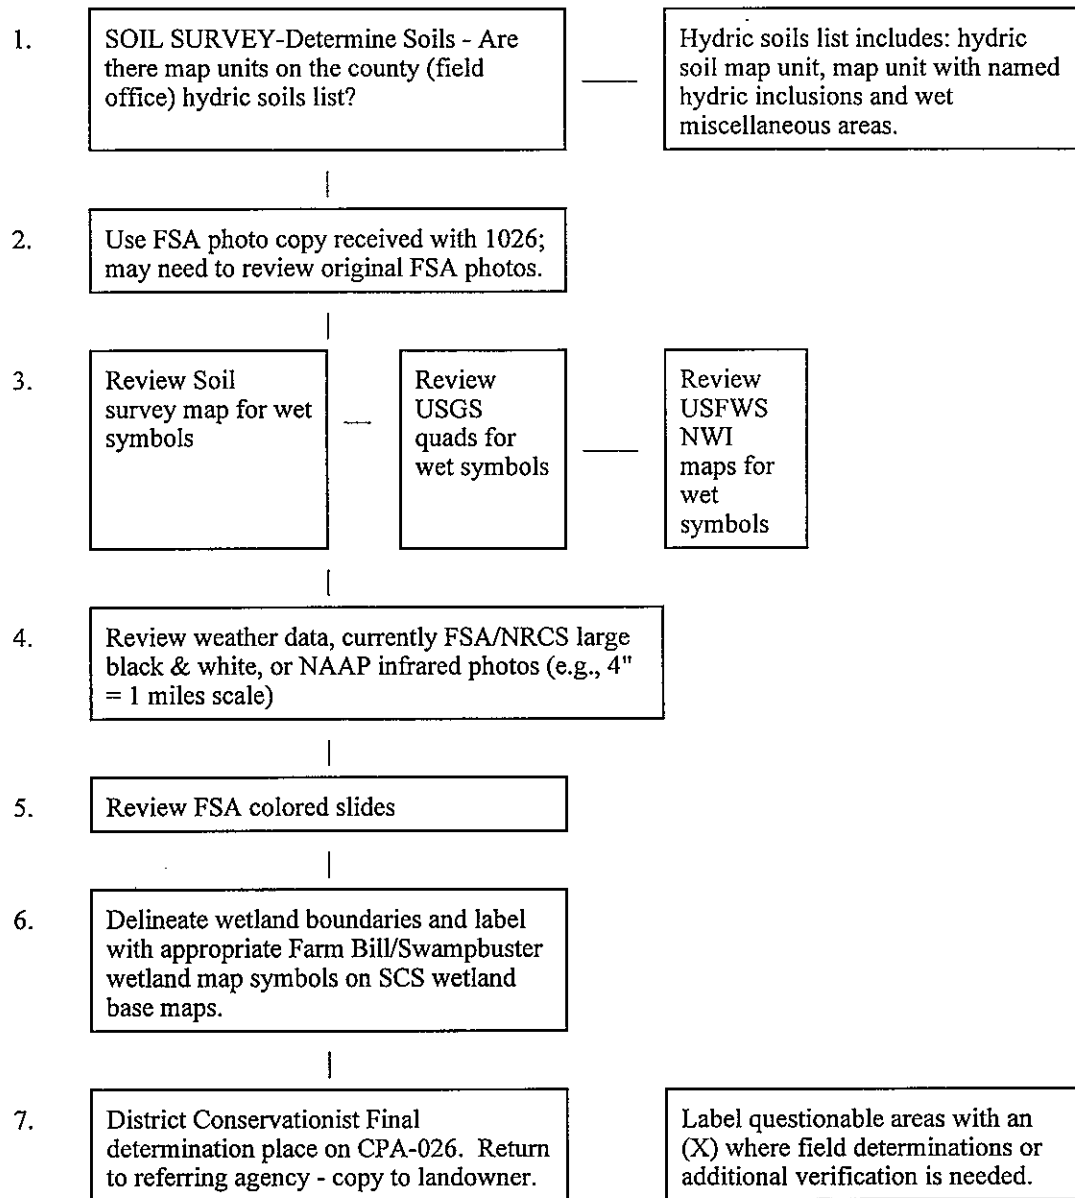 1.
SOIL SURVEY-Determine Soils - Are
there map units on the county (field
office) hydric soils list?
Hydric soils list includes: hydric
soil map unit, map unit with named
hydric inclusions and wet
miscellaneous areas.
2.
Use FSA photo copy received with 1026;
may need to review original FSA photos.
3.
Review Soil
survey map for wet
symbols
Review
USGS
quads for
wet symbols
Review
USFWS
NWI
maps for
wet
symbols
4.
Review weather data, currently FSA/NRCS large
black & white, or NAAP infrared photos (e.g., 4"
= 1 miles scale)
5.
Review FSA colored slides
6.
Delineate wetland boundaries and label
with appropriate Farm Bill/Swampbuster
wetland map symbols on SCS wetland
base maps.
7.
District Conservationist Final
determination place on CPA-026. Return
to referring agency - copy to landowner.
Label questionable areas with an
(X) where field determinations or
additional verification is needed.